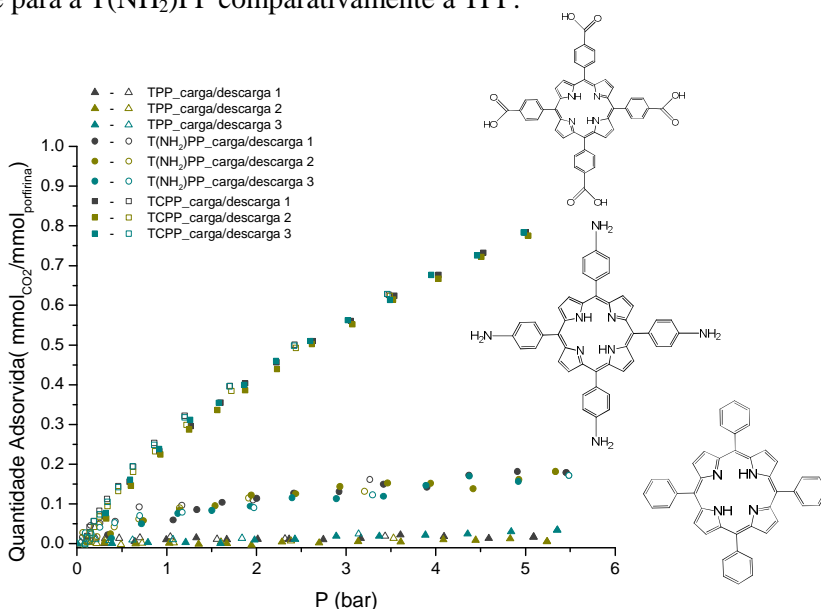 e para a T(NH₂)PP comparativamente à TPP.
TPP_carga/descarga 1
TPP_carga/descarga 2
TPP_carga/descarga 3
T(NH₂)PP_carga/descarga 1
T(NH₂)PP_carga/descarga 2
T(NH₂)PP_carga/descarga 3
TCPP_carga/descarga 1
TCPP_carga/descarga 2
TCPP_carga/descarga 3
Quantidade Adsorvida( mmol_CO2/mmol_porfirina)
1.0
0.9
0.8
0.7
0.6
0.5
0.4
0.3
0.2
0.1
0.0
0 1 2 3 4 5 6
P (bar)
HO O
O OH
NH N
N HN
HO O
O OH
NH₂
NH N
H₂N NH₂
N HN
NH₂
N HN
NH N